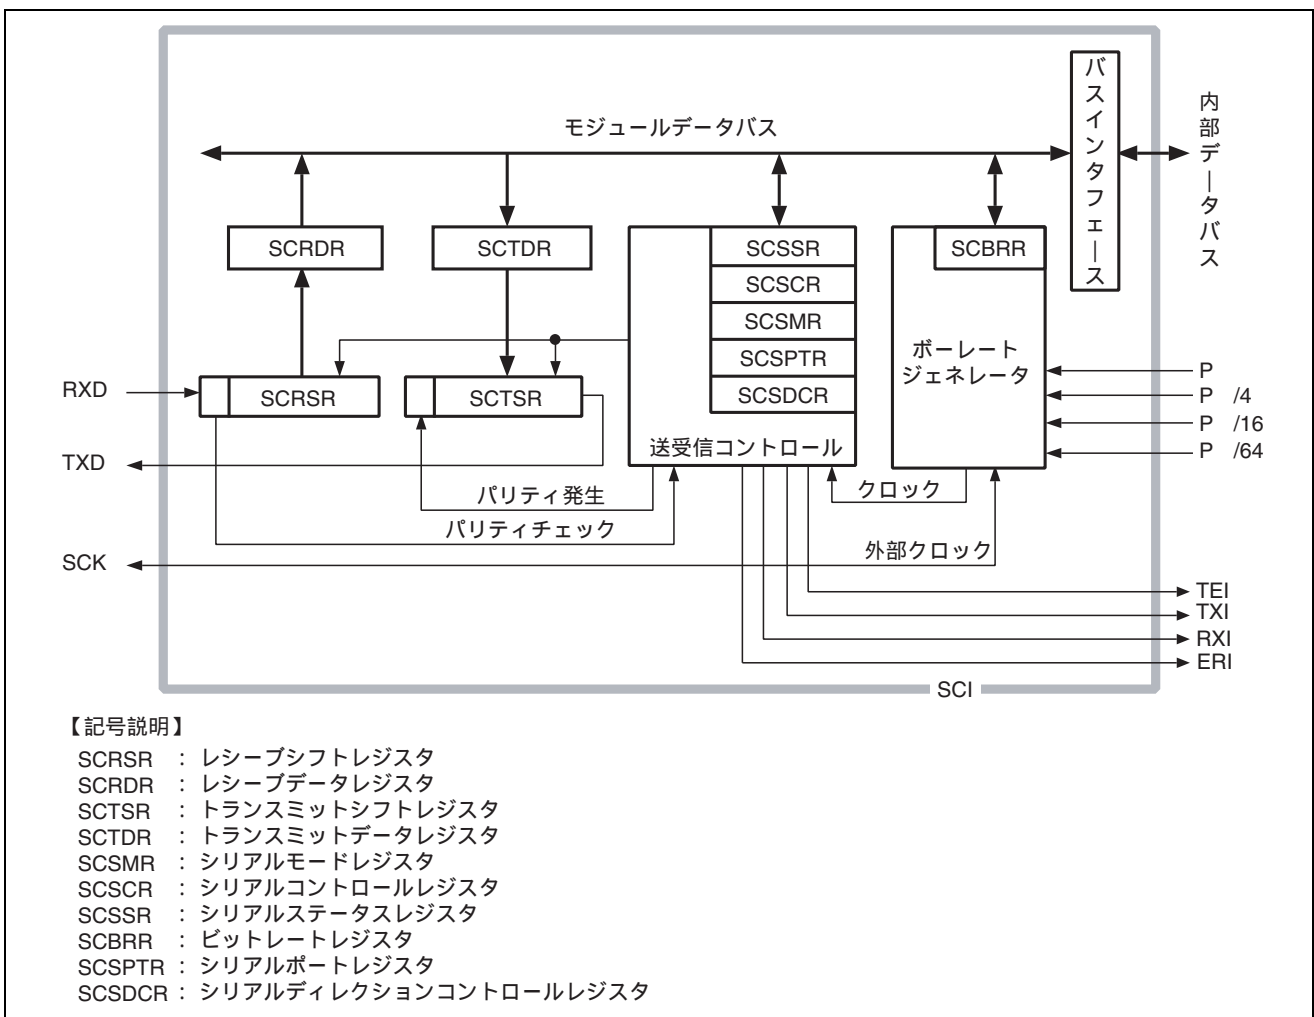 モジュールデータバス
バスインタフェース
内部データバス
SCRDR
SCTDR
SCSSR
SCSCR
SCSMR
SCSPTR
SCSDCR
送受信コントロール
SCBRR
ボーレート
ジェネレータ
RXD
SCRSR
SCTSR
TXD
パリティ発生
パリティチェック
クロック
外部クロック
SCK
P
P /4
P /16
P /64
TEI
TXI
RXI
ERI
SCI
【記号説明】
SCRSR : レシーブシフトレジスタ
SCRDR : レシーブデータレジスタ
SCTSR : トランスミットシフトレジスタ
SCTDR : トランスミットデータレジスタ
SCSMR : シリアルモードレジスタ
SCSCR : シリアルコントロールレジスタ
SCSSR : シリアルステータスレジスタ
SCBRR : ビットレートレジスタ
SCSPTR : シリアルポートレジスタ
SCSDCR : シリアルディレクションコントロールレジスタ